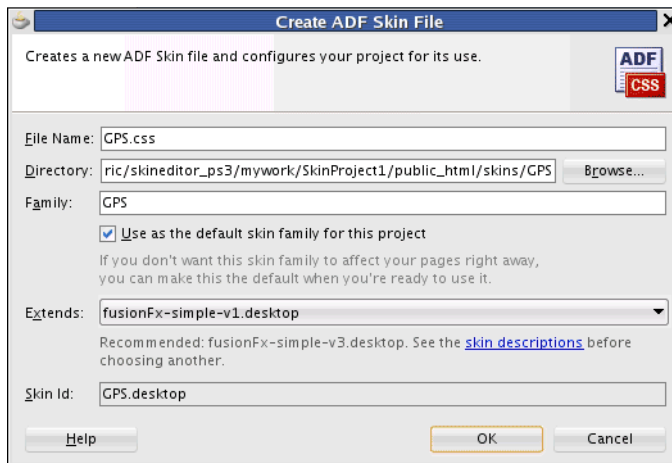 Create ADF Skin File
Creates a new ADF Skin file and configures your project for its use.
ADF
CSS
File Name: GPS.css
Directory: ric/skineditor_ps3/mywork/SkinProject1/public_html/skins/GPS Browse...
Family: GPS
Use as the default skin family for this project
If you don't want this skin family to affect your pages right away,
you can make this the default when you're ready to use it.
Extends: fusionFx-simple-v1.desktop
Recommended: fusionFx-simple-v3.desktop. See the skin descriptions before
choosing another.
Skin Id: GPS.desktop
Help OK Cancel